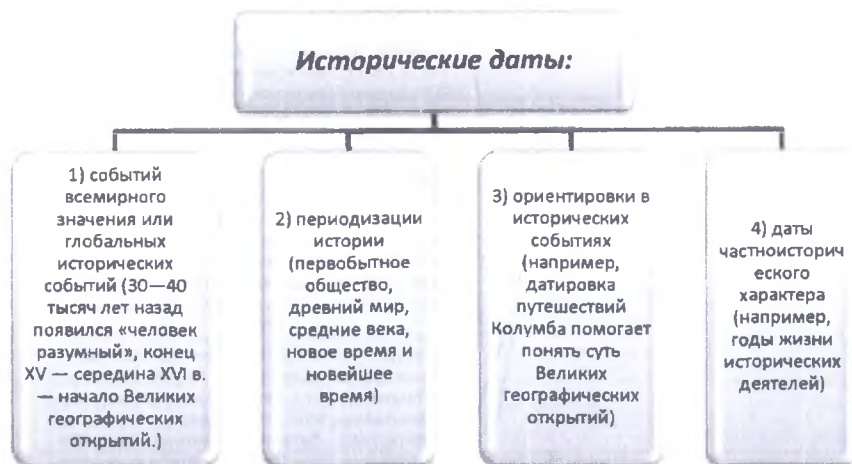 Исторические даты:
1) событий
всемирного
значения или
глобальных
исторических
событий (30—40
тысяч лет назад
появился «человек
разумный», конец
XV — середина XVI в.
— начало Великих
географических
открытий.)
2) периодизации
истории
(первобытное
общество,
древний мир,
средние века,
новое время и
новейшее
время)
3) ориентировки в
исторических
событиях
(например,
датировка
путешествий
Колумба помогает
понять суть
Великих
географических
открытий)
4) даты
частноисторич
еского
характера
(например,
годы жизни
исторических
деятелей)